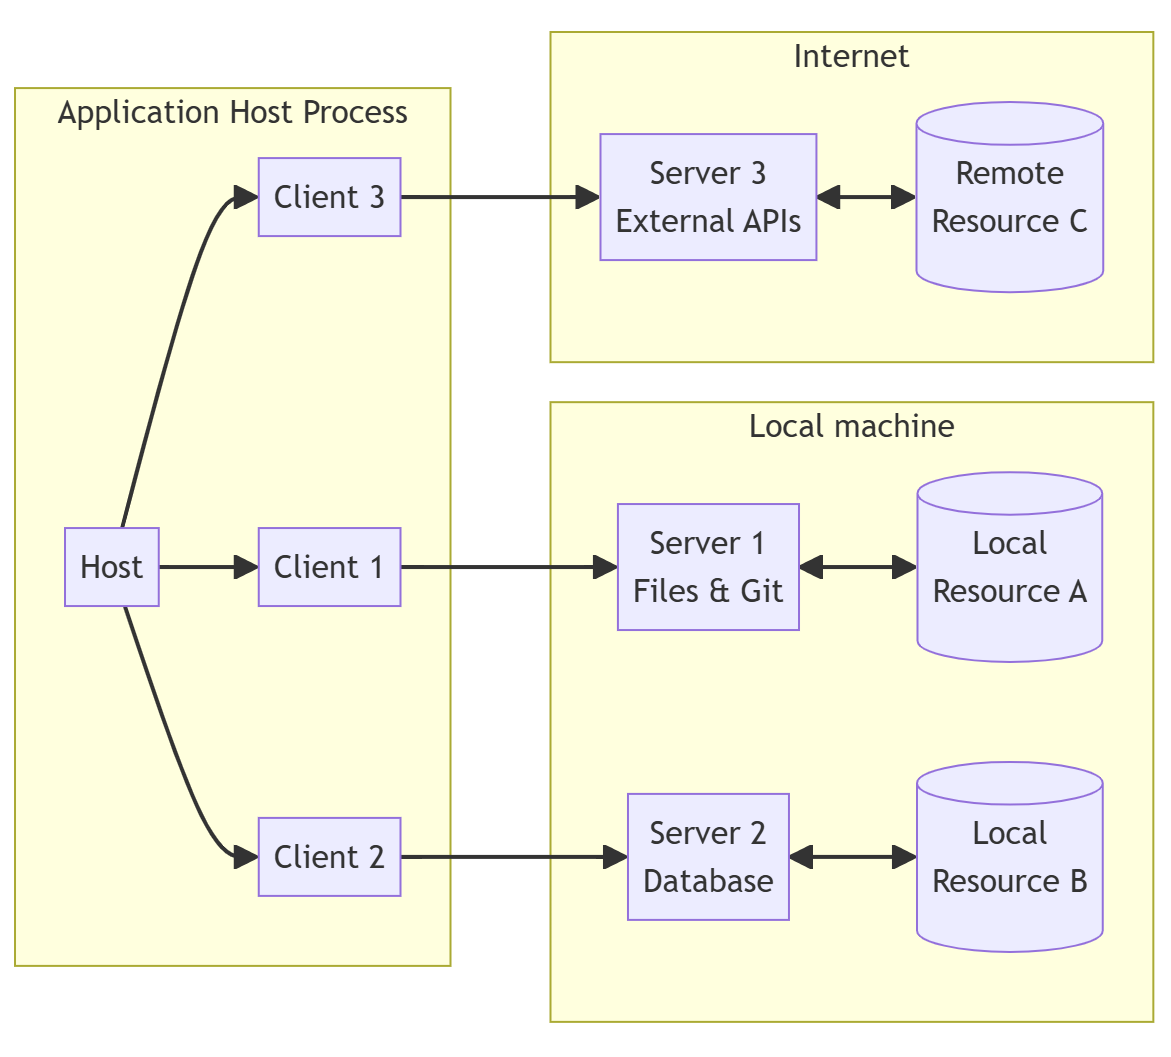 Application Host Process
Client 3
Host
Client 1
Client 2
Internet
Server 3
External APIs
Remote
Resource C
Local machine
Server 1
Files & Git
Local
Resource A
Server 2
Database
Local
Resource B